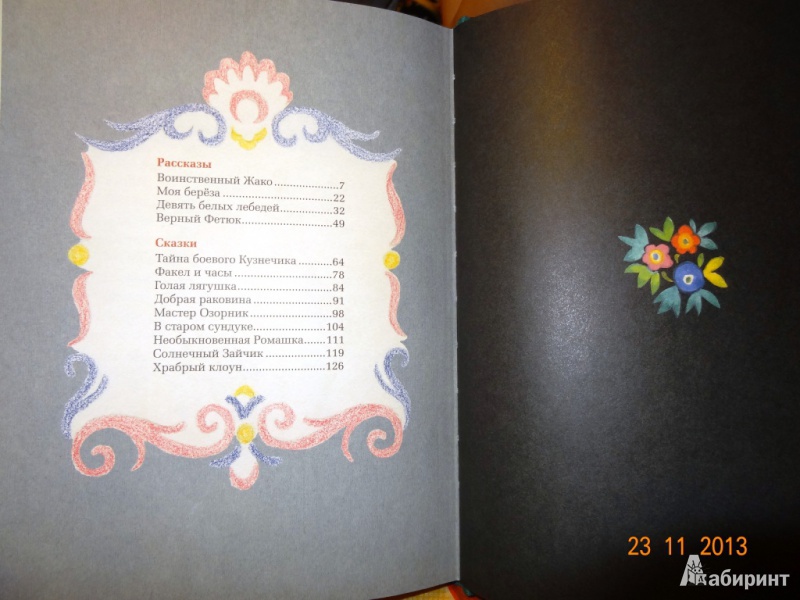 Рассказы
Воинственный Жако.....................7
Моя берёза....................................22
Девять белых лебедей.................32
Верный Фетюк..............................49
Сказки
Тайна боевого Кузнечика...........64
Факел и часы................................78
Голая лягушка...............................84
Добрая раковина..........................91
Мастер Озорник...........................98
В старом сундуке........................104
Необыкновенная Ромашка.......111
Солнечный Зайчик.....................119
Храбрый клоун............................126
23 11 2013
Лабиринт